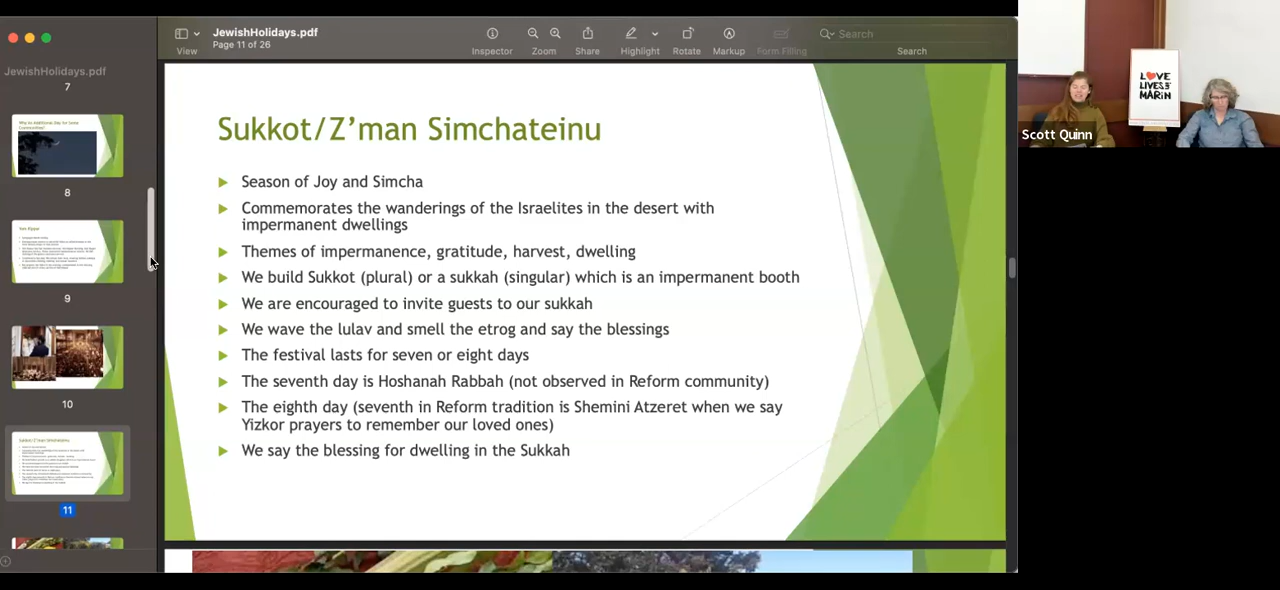 JewishHolidays.pdf
Page 11 of 26
View
Inspector
Zoom
Share
Highlight
Rotate
Markup
Form Filling
Search
Search
JewishHolidays.pdf
7
8
9
10
11
Sukkot/Z’man Simchateinu
Season of Joy and Simcha
Commemorates the wanderings of the Israelites in the desert with
impermanent dwellings
Themes of impermanence, gratitude, harvest, dwelling
We build Sukkot (plural) or a sukkah (singular) which is an impermanent booth
We are encouraged to invite guests to our sukkah
We wave the lulav and smell the etrog and say the blessings
The festival lasts for seven or eight days
The seventh day is Hoshanah Rabbah (not observed in Reform community)
The eighth day (seventh in Reform tradition is Shemini Atzeret when we say
Yizkor prayers to remember our loved ones)
We say the blessing for dwelling in the Sukkah
LOVE
LIVES
MARIN
Scott Quinn